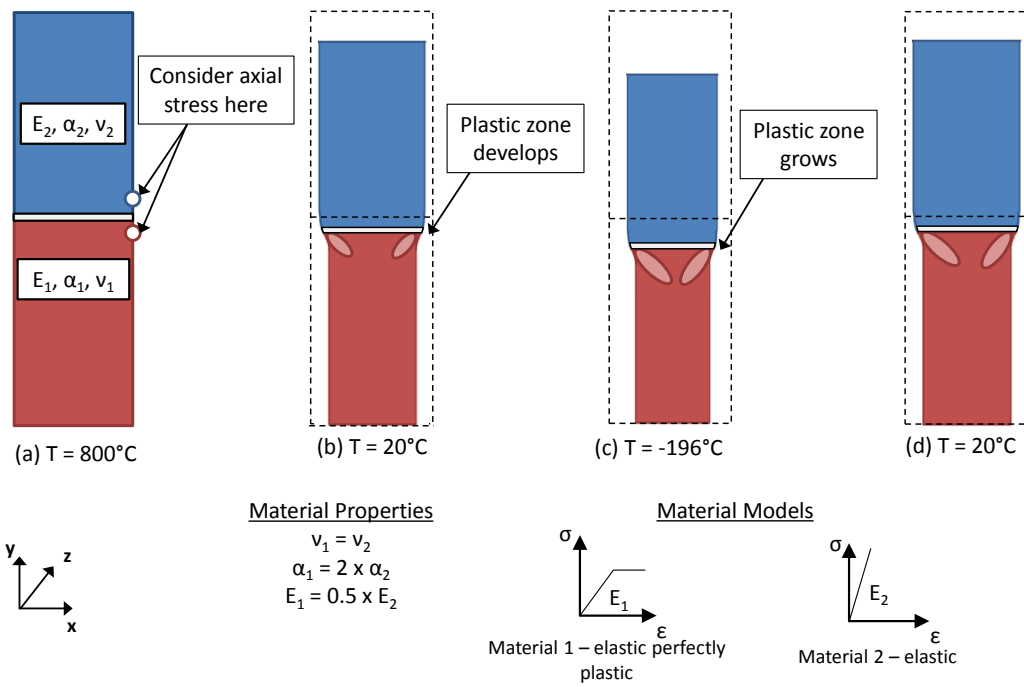 Consider axial
stress here
E₂, α₂, ν₂
E₁, α₁, ν₁
Plastic zone
develops
Plastic zone
grows
(a) T = 800°C
(b) T = 20°C
(c) T = -196°C
(d) T = 20°C
Material Properties
ν₁ = ν₂
α₁ = 2 x α₂
E₁ = 0.5 x E₂
Material Models
y
z
x
σ
E₁
ε
Material 1 – elastic perfectly
plastic
σ
E₂
ε
Material 2 – elastic